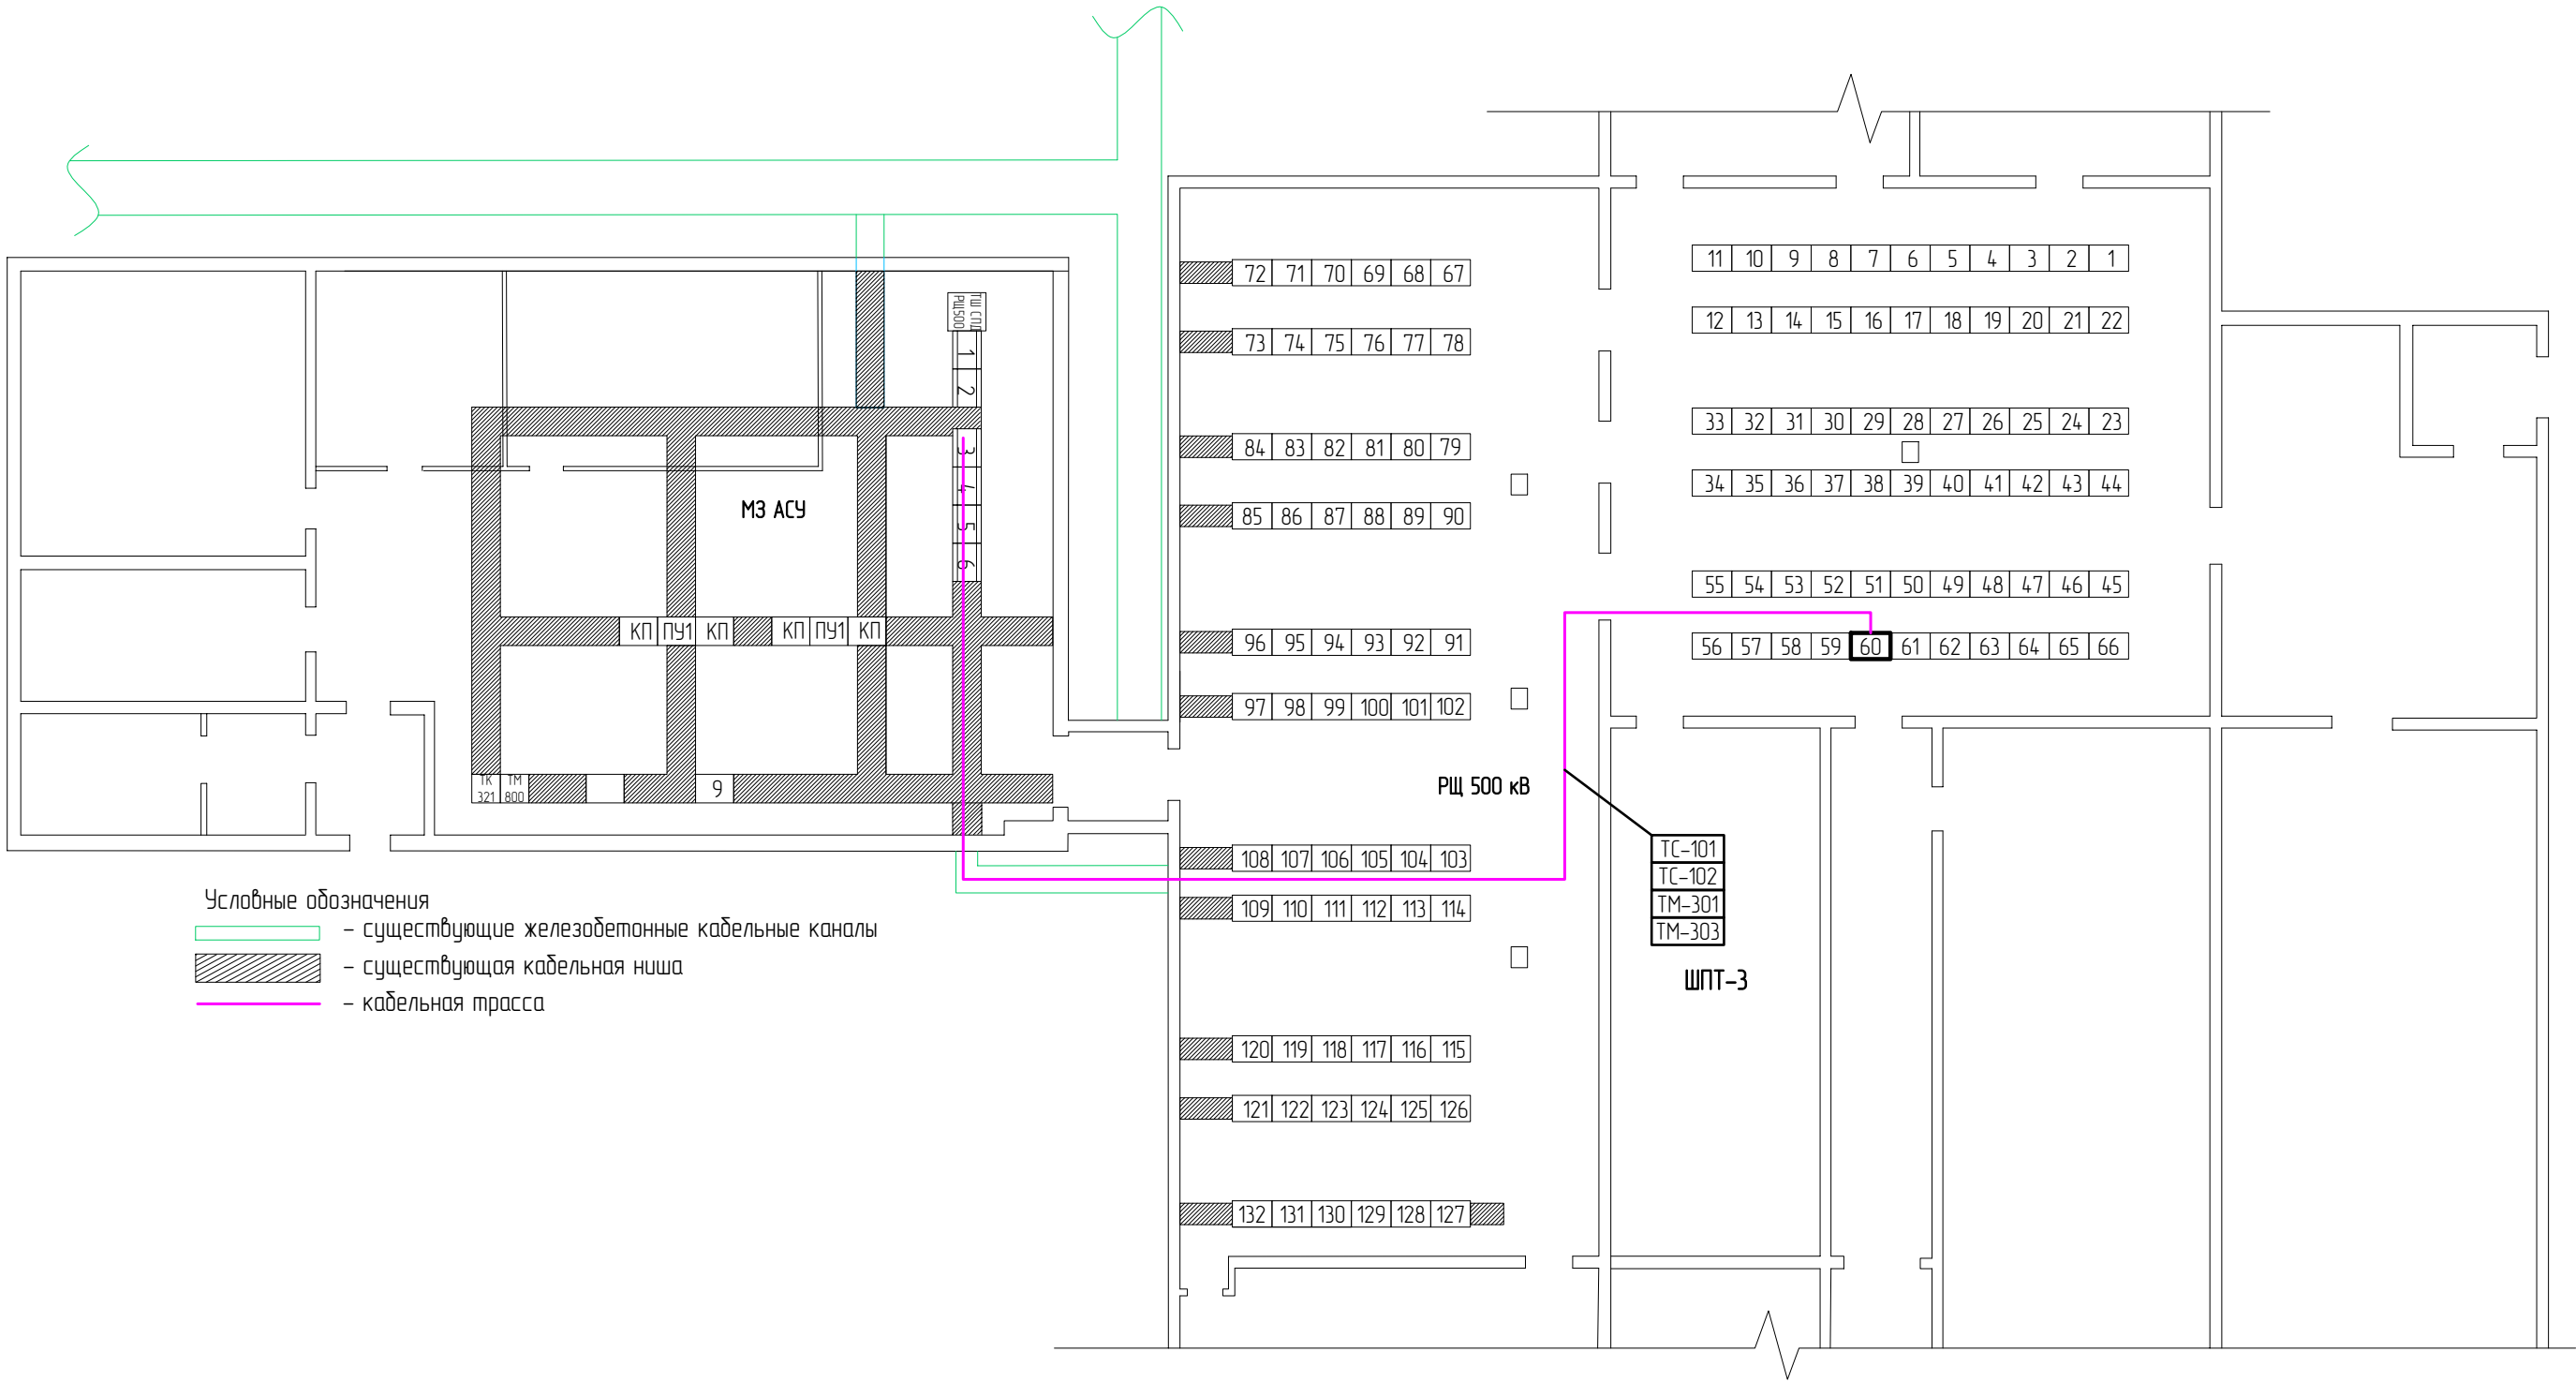 11 10 9 8 7 6 5 4 3 2 1
72 71 70 69 68 67
ТШ СПД
РЩ500
12 13 14 15 16 17 18 19 20 21 22
73 74 75 76 77 78
1
2
33 32 31 30 29 28 27 26 25 24 23
84 83 82 81 80 79
3
4
5
6
34 35 36 37 38 39 40 41 42 43 44
МЗ АСУ
85 86 87 88 89 90
55 54 53 52 51 50 49 48 47 46 45
КП ПУ1 КП КП ПУ1 КП
96 95 94 93 92 91
56 57 58 59 60 61 62 63 64 65 66
97 98 99 100 101 102
ТК
321
ТМ
800
9
РЩ 500 кВ
108 107 106 105 104 103
ТС-101
ТС-102
ТМ-301
ТМ-303
109 110 111 112 113 114
ШПТ-3
Условные обозначения
- существующие железобетонные кабельные каналы
- существующая кабельная ниша
- кабельная трасса
120 119 118 117 116 115
121 122 123 124 125 126
132 131 130 129 128 127